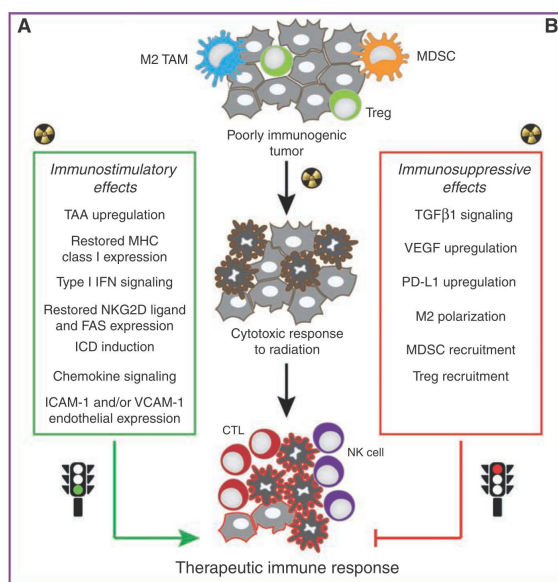 A
B
M2 TAM
MDSC
Treg
Poorly immunogenic
tumor
Immunostimulatory
effects
TAA upregulation
Restored MHC
class I expression
Type I IFN signaling
Restored NKG2D ligand
and FAS expression
ICD induction
Chemokine signaling
ICAM-1 and/or VCAM-1
endothelial expression
Cytotoxic response
to radiation
CTL
NK cell
Immunosuppressive
effects
TGFβ1 signaling
VEGF upregulation
PD-L1 upregulation
M2 polarization
MDSC recruitment
Treg recruitment
Therapeutic immune response